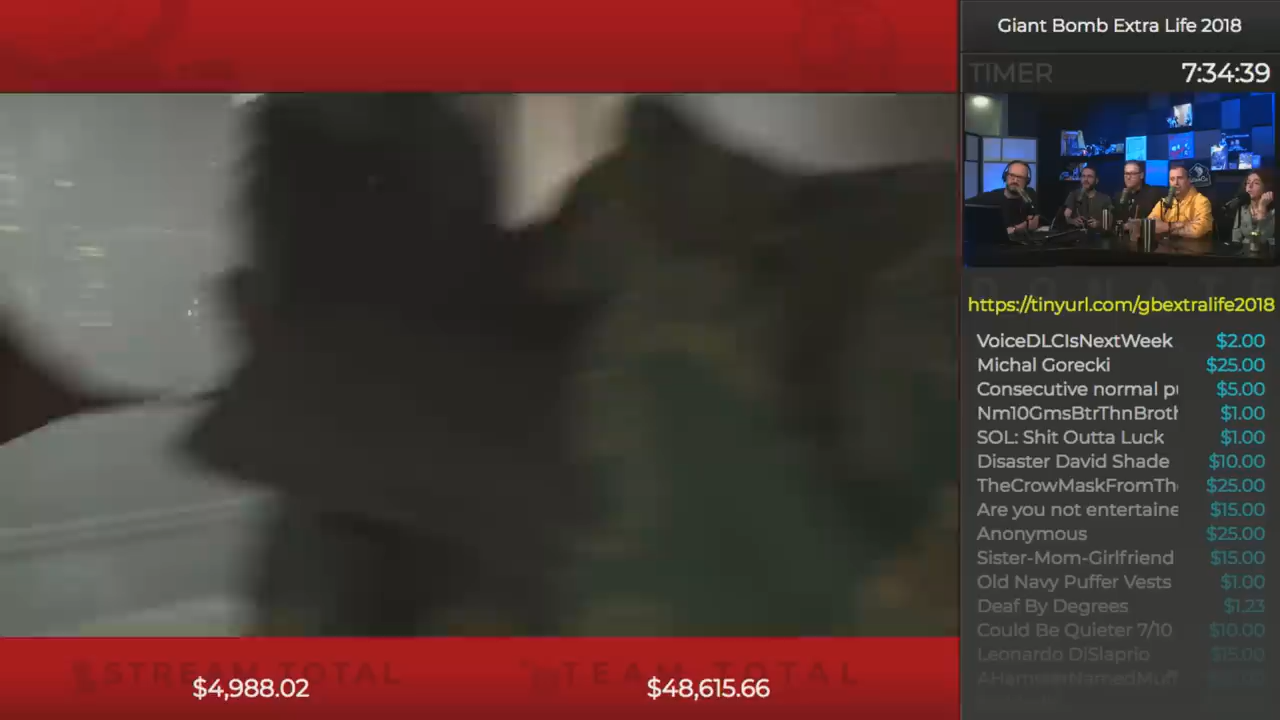 Giant Bomb Extra Life 2018
TIMER 7:34:39
DONATE
https://tinyurl.com/gbextralife2018
VoiceDLCIsNextWeek $2.00
Michal Gorecki $25.00
Consecutive normal pu $5.00
Nm10GmsBtrThnBroth $1.00
SOL: Shit Outta Luck $1.00
Disaster David Shade $10.00
TheCrowMaskFromThe $25.00
Are you not entertaine $15.00
Anonymous $25.00
Sister-Mom-Girlfriend $15.00
Old Navy Puffer Vests $1.00
Deaf By Degrees $1.23
Could Be Quieter 7/10 $10.00
Leonardo DiSlaprio $15.00
AHamsterNamedMuff
STREAM TOTAL
$4,988.02
TEAM TOTAL
$48,615.66